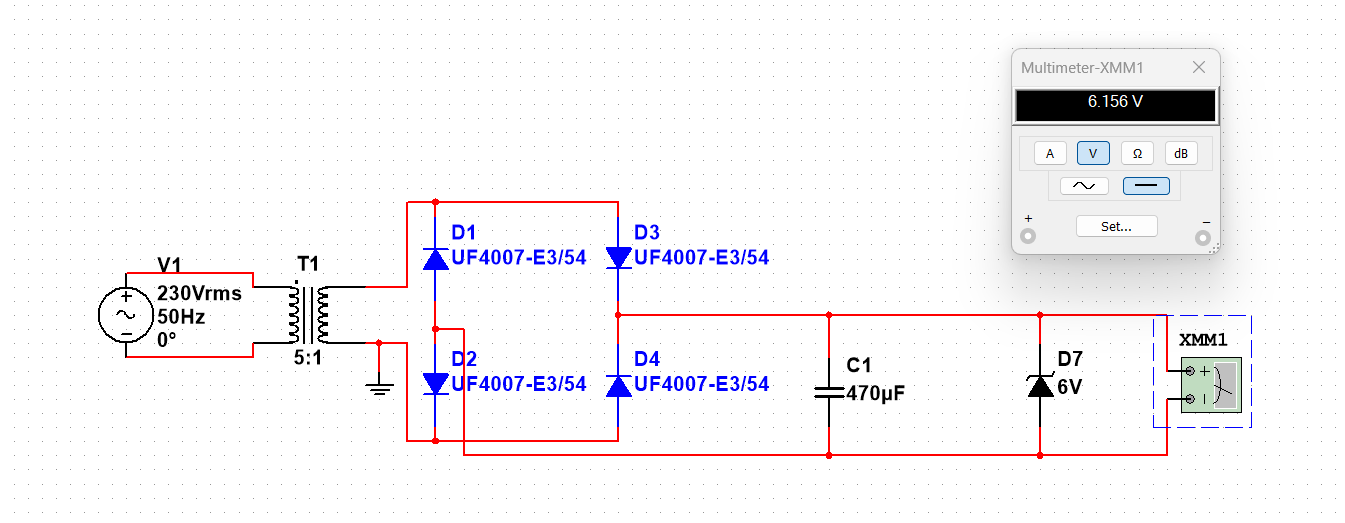 Multimeter-XMM1
6.156 V
A
V
Ω
dB
+
Set...
−
D1
UF4007-E3/54
D3
UF4007-E3/54
V1
230Vrms
50Hz
0°
T1
5:1
D2
UF4007-E3/54
D4
UF4007-E3/54
C1
470µF
D7
6V
XMM1